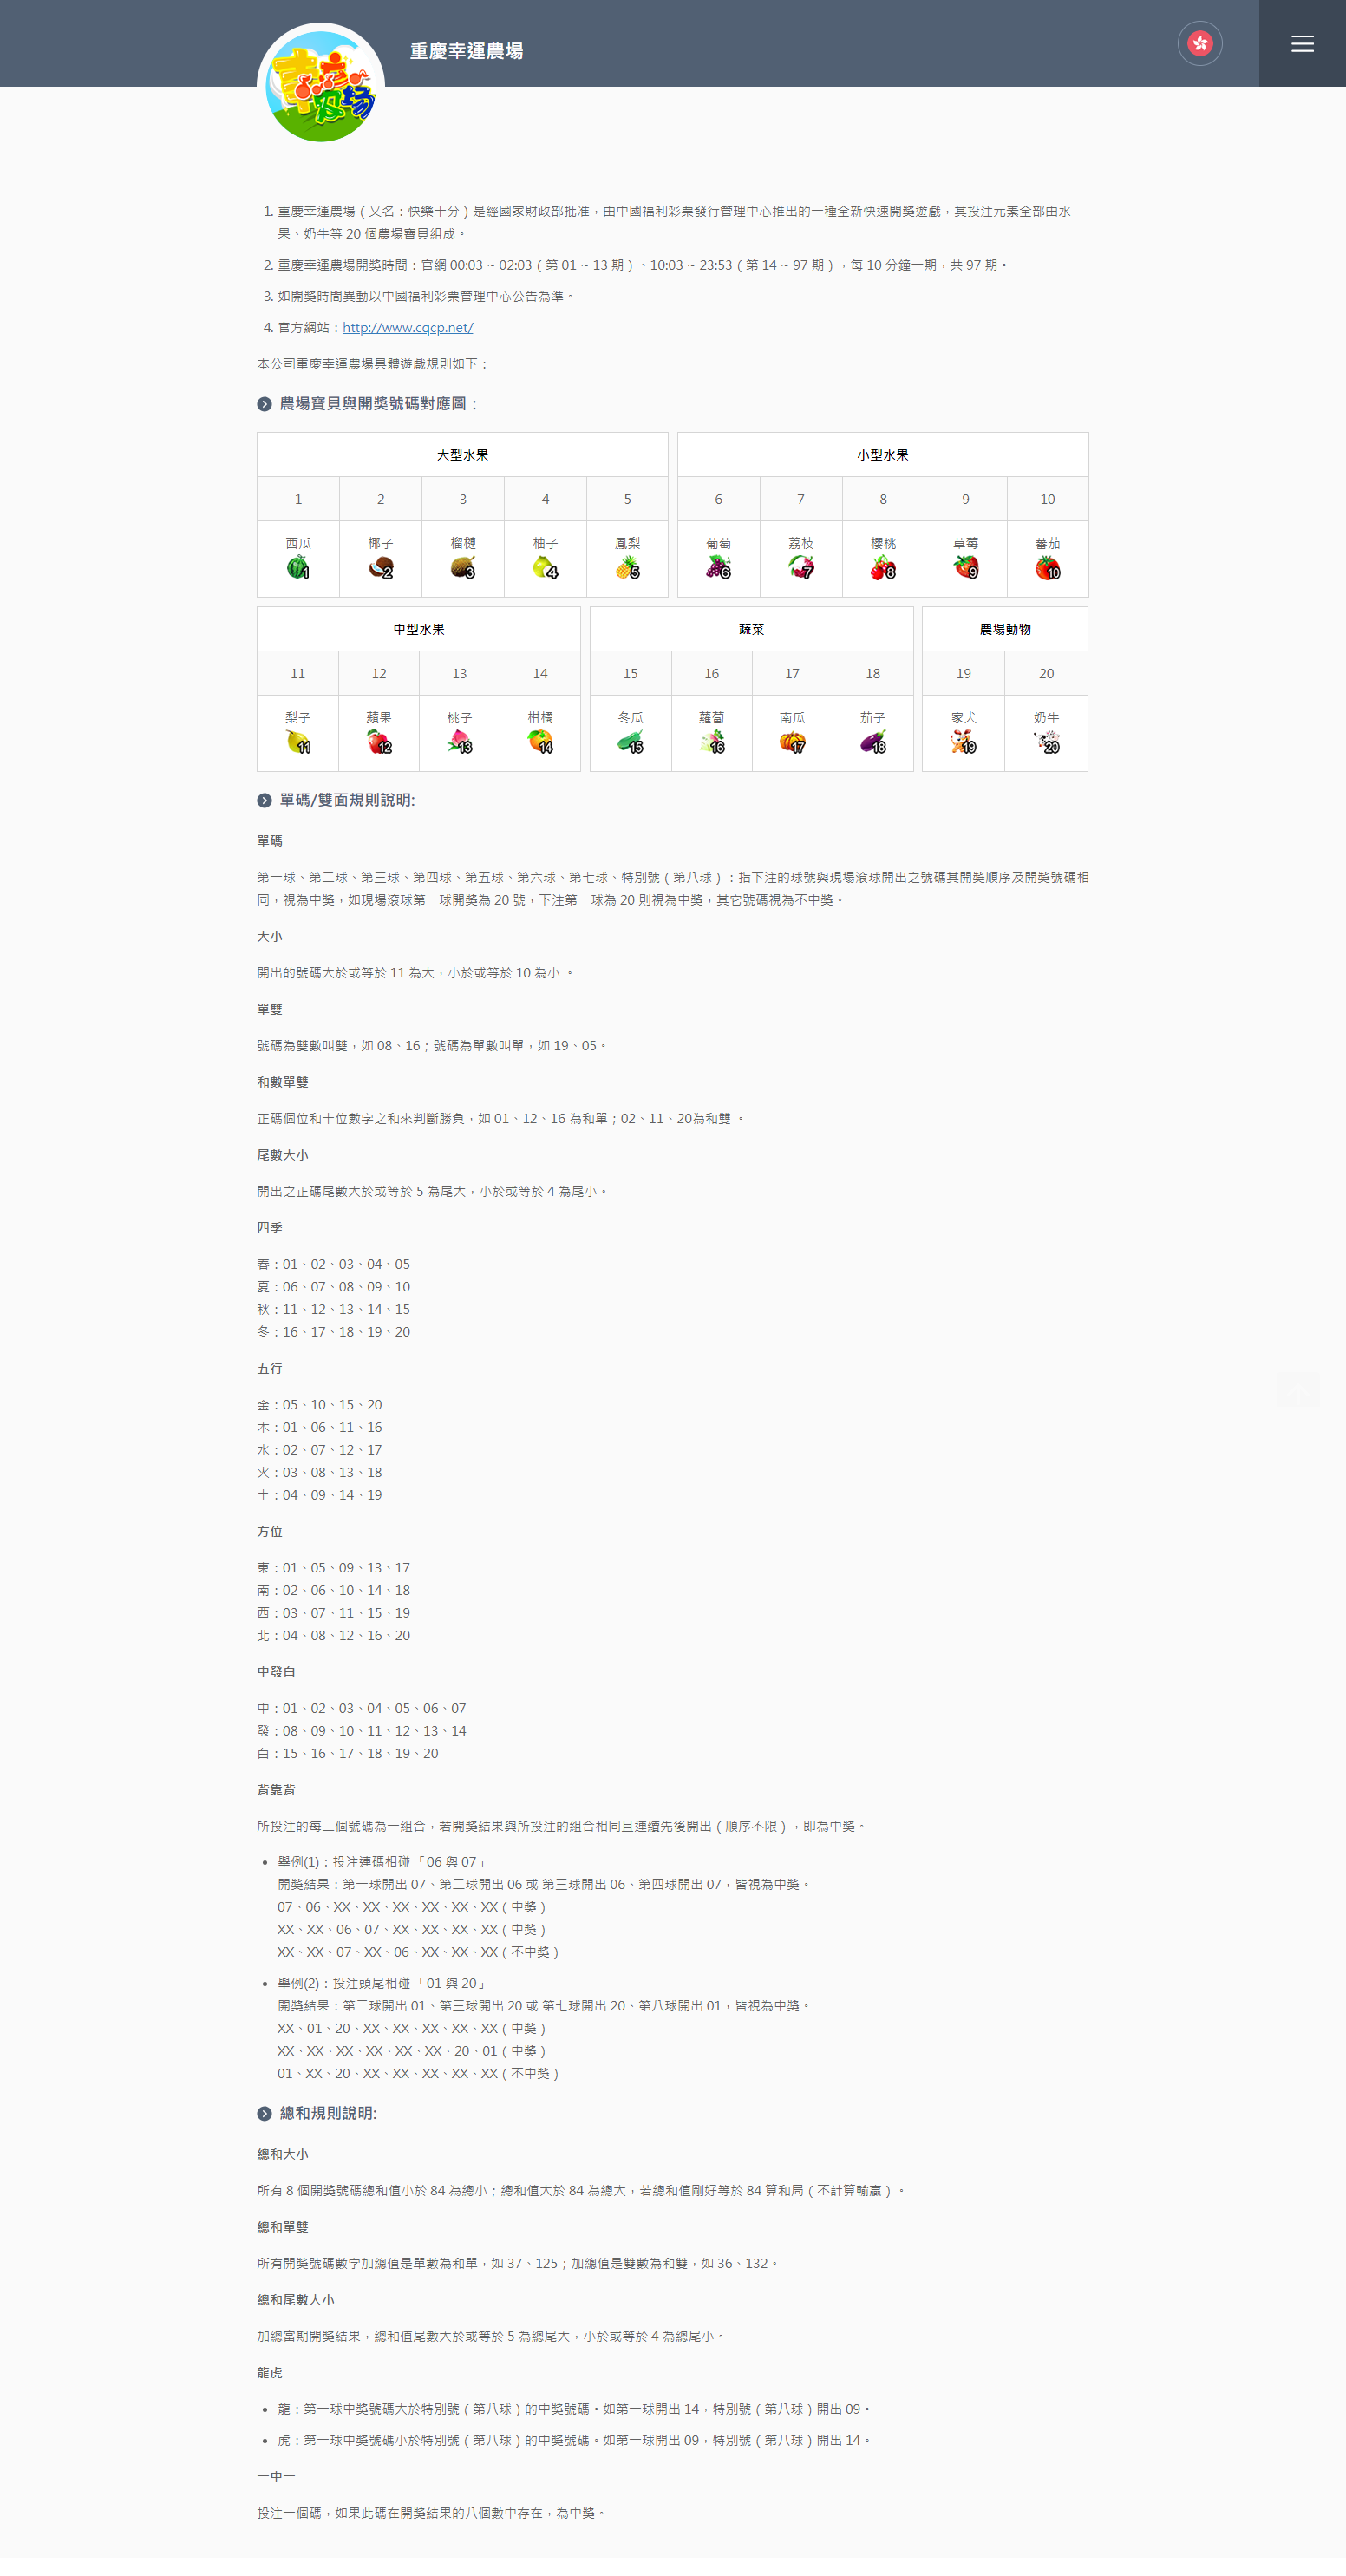 重慶幸運農場
1. 重慶幸運農場（又名：快樂十分）是經國家財政部批准，由中國福利彩票發行管理中心推出的一種全新快速開獎遊戲，其投注元素全部由水
果、奶牛等 20 個農場寶貝組成。
2. 重慶幸運農場開獎時間：官網 00:03 ~ 02:03（第 01 ~ 13 期）、10:03 ~ 23:53（第 14 ~ 97 期），每 10 分鐘一期，共 97 期。
3. 如開獎時間異動以中國福利彩票管理中心公告為準。
4. 官方網站：http://www.cqcp.net/
本公司重慶幸運農場具體遊戲規則如下：
農場寶貝與開獎號碼對應圖：
大型水果 小型水果
1 2 3 4 5 6 7 8 9 10
西瓜 椰子 榴槤 柚子 鳳梨 葡萄 荔枝 櫻桃 草莓 蕃茄
1 2 3 4 5 6 7 8 9 10
中型水果 蔬菜 農場動物
11 12 13 14 15 16 17 18 19 20
梨子 蘋果 桃子 柑橘 冬瓜 蘿蔔 南瓜 茄子 家犬 奶牛
11 12 13 14 15 16 17 18 19 20
單碼/雙面規則說明:
單碼
第一球、第二球、第三球、第四球、第五球、第六球、第七球、特別號（第八球）：指下注的球號與現場滾球開出之號碼其開獎順序及開獎號碼相
同，視為中獎，如現場滾球第一球開獎為 20 號，下注第一球為 20 則視為中獎，其它號碼視為不中獎。
大小
開出的號碼大於或等於 11 為大，小於或等於 10 為小 。
單雙
號碼為雙數叫雙，如 08、16；號碼為單數叫單，如 19、05。
和數單雙
正碼個位和十位數字之和來判斷勝負，如 01、12、16 為和單；02、11、20為和雙 。
尾數大小
開出之正碼尾數大於或等於 5 為尾大，小於或等於 4 為尾小。
四季
春：01、02、03、04、05
夏：06、07、08、09、10
秋：11、12、13、14、15
冬：16、17、18、19、20
五行
金：05、10、15、20
木：01、06、11、16
水：02、07、12、17
火：03、08、13、18
土：04、09、14、19
方位
東：01、05、09、13、17
南：02、06、10、14、18
西：03、07、11、15、19
北：04、08、12、16、20
中發白
中：01、02、03、04、05、06、07
發：08、09、10、11、12、13、14
白：15、16、17、18、19、20
背靠背
所投注的每二個號碼為一組合，若開獎結果與所投注的組合相同且連續先後開出（順序不限），即為中獎。
• 舉例(1)：投注連碼相碰「06 與 07」
開獎結果：第一球開出 07、第二球開出 06 或 第三球開出 06、第四球開出 07，皆視為中獎。
07、06、XX、XX、XX、XX、XX、XX（中獎）
XX、XX、06、07、XX、XX、XX、XX（中獎）
XX、XX、07、XX、06、XX、XX、XX（不中獎）
• 舉例(2)：投注頭尾相碰「01 與 20」
開獎結果：第二球開出 01、第三球開出 20 或 第七球開出 20、第八球開出 01，皆視為中獎。
XX、01、20、XX、XX、XX、XX、XX（中獎）
XX、XX、XX、XX、XX、XX、20、01（中獎）
01、XX、20、XX、XX、XX、XX、XX（不中獎）
總和規則說明:
總和大小
所有 8 個開獎號碼總和值小於 84 為總小；總和值大於 84 為總大，若總和值剛好等於 84 算和局（不計算輸贏）。
總和單雙
所有開獎號碼數字加總值是單數為和單，如 37、125；加總值是雙數為和雙，如 36、132。
總和尾數大小
加總當期開獎結果，總和值尾數大於或等於 5 為總尾大，小於或等於 4 為總尾小。
龍虎
• 龍：第一球中獎號碼大於特別號（第八球）的中獎號碼。如第一球開出 14，特別號（第八球）開出 09。
• 虎：第一球中獎號碼小於特別號（第八球）的中獎號碼。如第一球開出 09，特別號（第八球）開出 14。
一中一
投注一個碼，如果此碼在開獎結果的八個數中存在，為中獎。